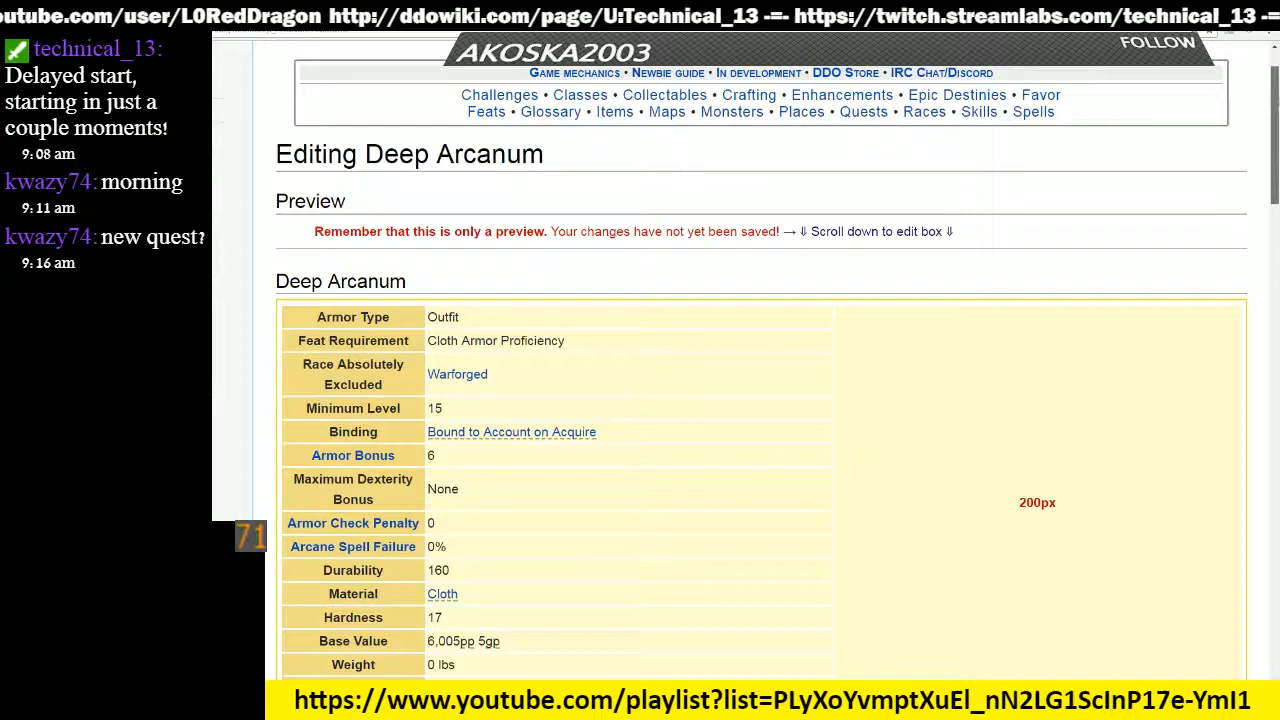 outube.com/user/L0RedDragon http://ddowiki.com/page/U:Technical_13 -=- https://twitch.streamlabs.com/technical_13 -=
technical_13:
Delayed start,
starting in just a
couple moments!
9:08 am
kwazy74: morning
9:11 am
kwazy74: new quest?
9:16 am
AKOSKA2003
FOLLOW
Game mechanics • Newbie guide • In development • DDO Store • IRC Chat/Discord
Challenges • Classes • Collectables • Crafting • Enhancements • Epic Destinies • Favor
Feats • Glossary • Items • Maps • Monsters • Places • Quests • Races • Skills • Spells
Editing Deep Arcanum
Preview
Remember that this is only a preview. Your changes have not yet been saved! → ⇓ Scroll down to edit box ⇓
Deep Arcanum
Armor Type Outfit
Feat Requirement Cloth Armor Proficiency
Race Absolutely
Excluded Warforged
Minimum Level 15
Binding Bound to Account on Acquire
Armor Bonus 6
Maximum Dexterity
Bonus None
Armor Check Penalty 0
Arcane Spell Failure 0%
Durability 160
Material Cloth
Hardness 17
Base Value 6,005pp 5gp
Weight 0 lbs
200px
71
https://www.youtube.com/playlist?list=PLyXoYvmptXuEl_nN2LG1ScInP17e-YmI1